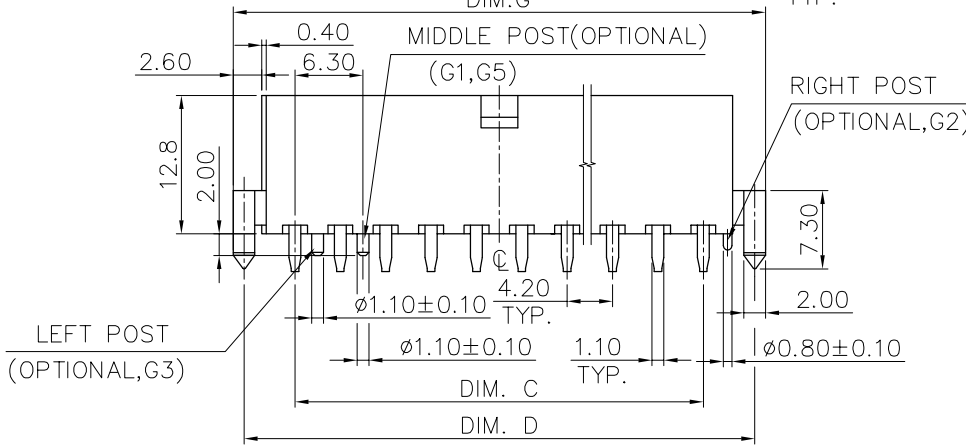 DIM.G
TYP.
0.40
MIDDLE POST(OPTIONAL)
2.60
6.30
(G1,G5)
RIGHT POST
(OPTIONAL,G2)
12.8
2.00
7.30
℄
4.20
TYP.
2.00
ø1.10±0.10
LEFT POST
(OPTIONAL,G3)
ø1.10±0.10
1.10
TYP.
ø0.80±0.10
DIM. C
DIM. D